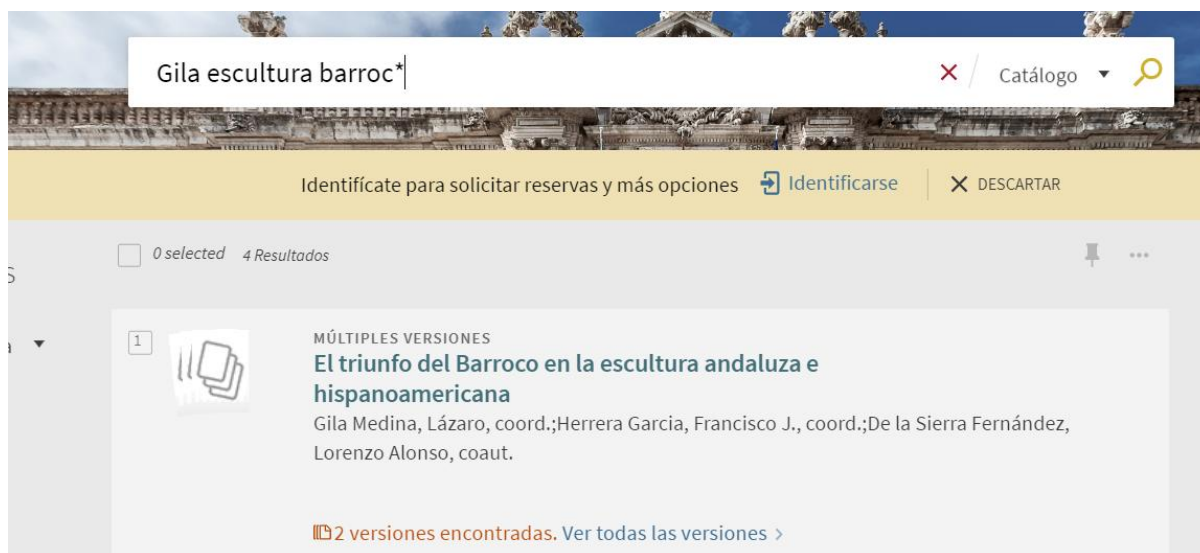 Gila escultura barroc*
Catálogo
Identifícate para solicitar reservas y más opciones Identificarse DESCARTAR
0 selected 4 Resultados
1
MÚLTIPLES VERSIONES
El triunfo del Barroco en la escultura andaluza e
hispanoamericana
Gila Medina, Lázaro, coord.;Herrera Garcia, Francisco J., coord.;De la Sierra Fernández,
Lorenzo Alonso, coaut.
2 versiones encontradas. Ver todas las versiones >